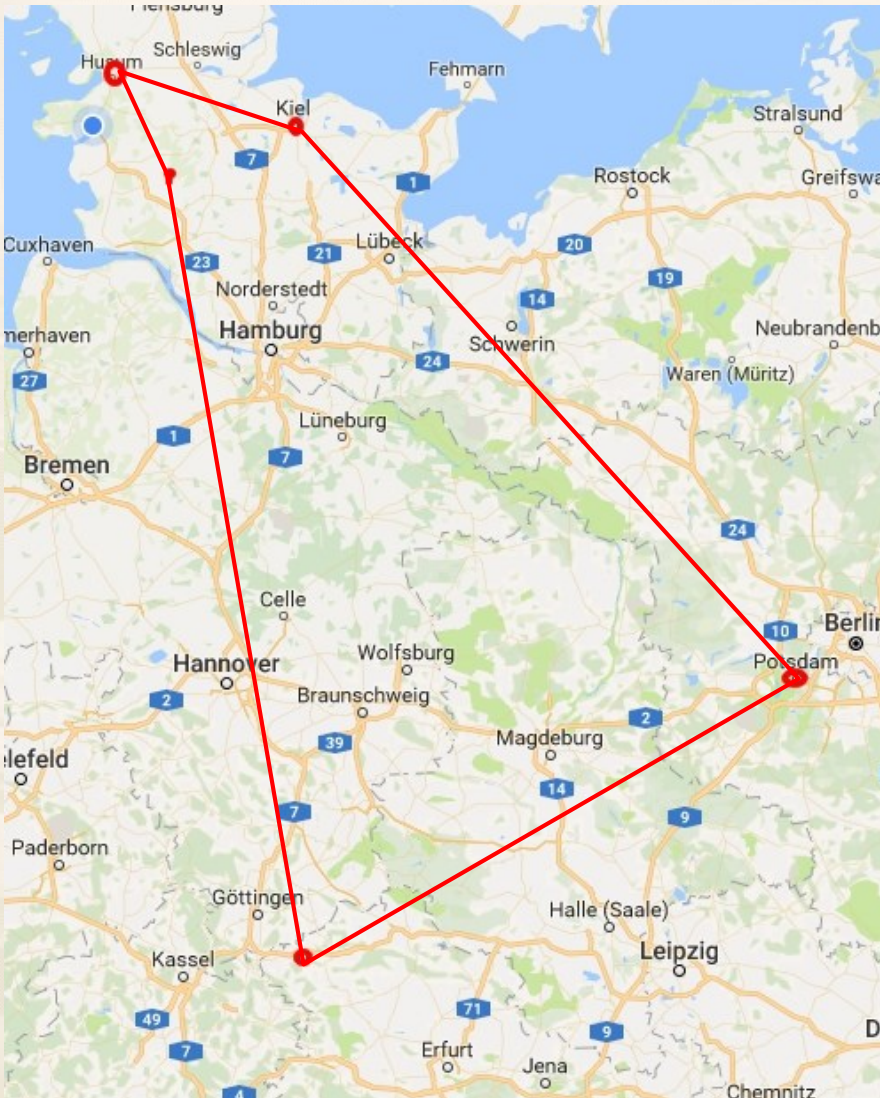 Flensburg
Husum
Schleswig
Fehmarn
Kiel
Stralsund
7
1
Rostock
Greifswa
Cuxhaven
Lübeck
20
23
21
19
Norderstedt
14
merhaven
Hamburg
Schwerin
Neubrandenb
24
Waren (Müritz)
27
Lüneburg
1
7
Bremen
24
Celle
10
Berlin
Hannover
Wolfsburg
Potsdam
2
Braunschweig
2
39
Magdeburg
elefeld
14
7
9
Paderborn
Göttingen
Halle (Saale)
Kassel
Leipzig
71
49
9
D
7
Erfurt
Jena
4
Chemnitz